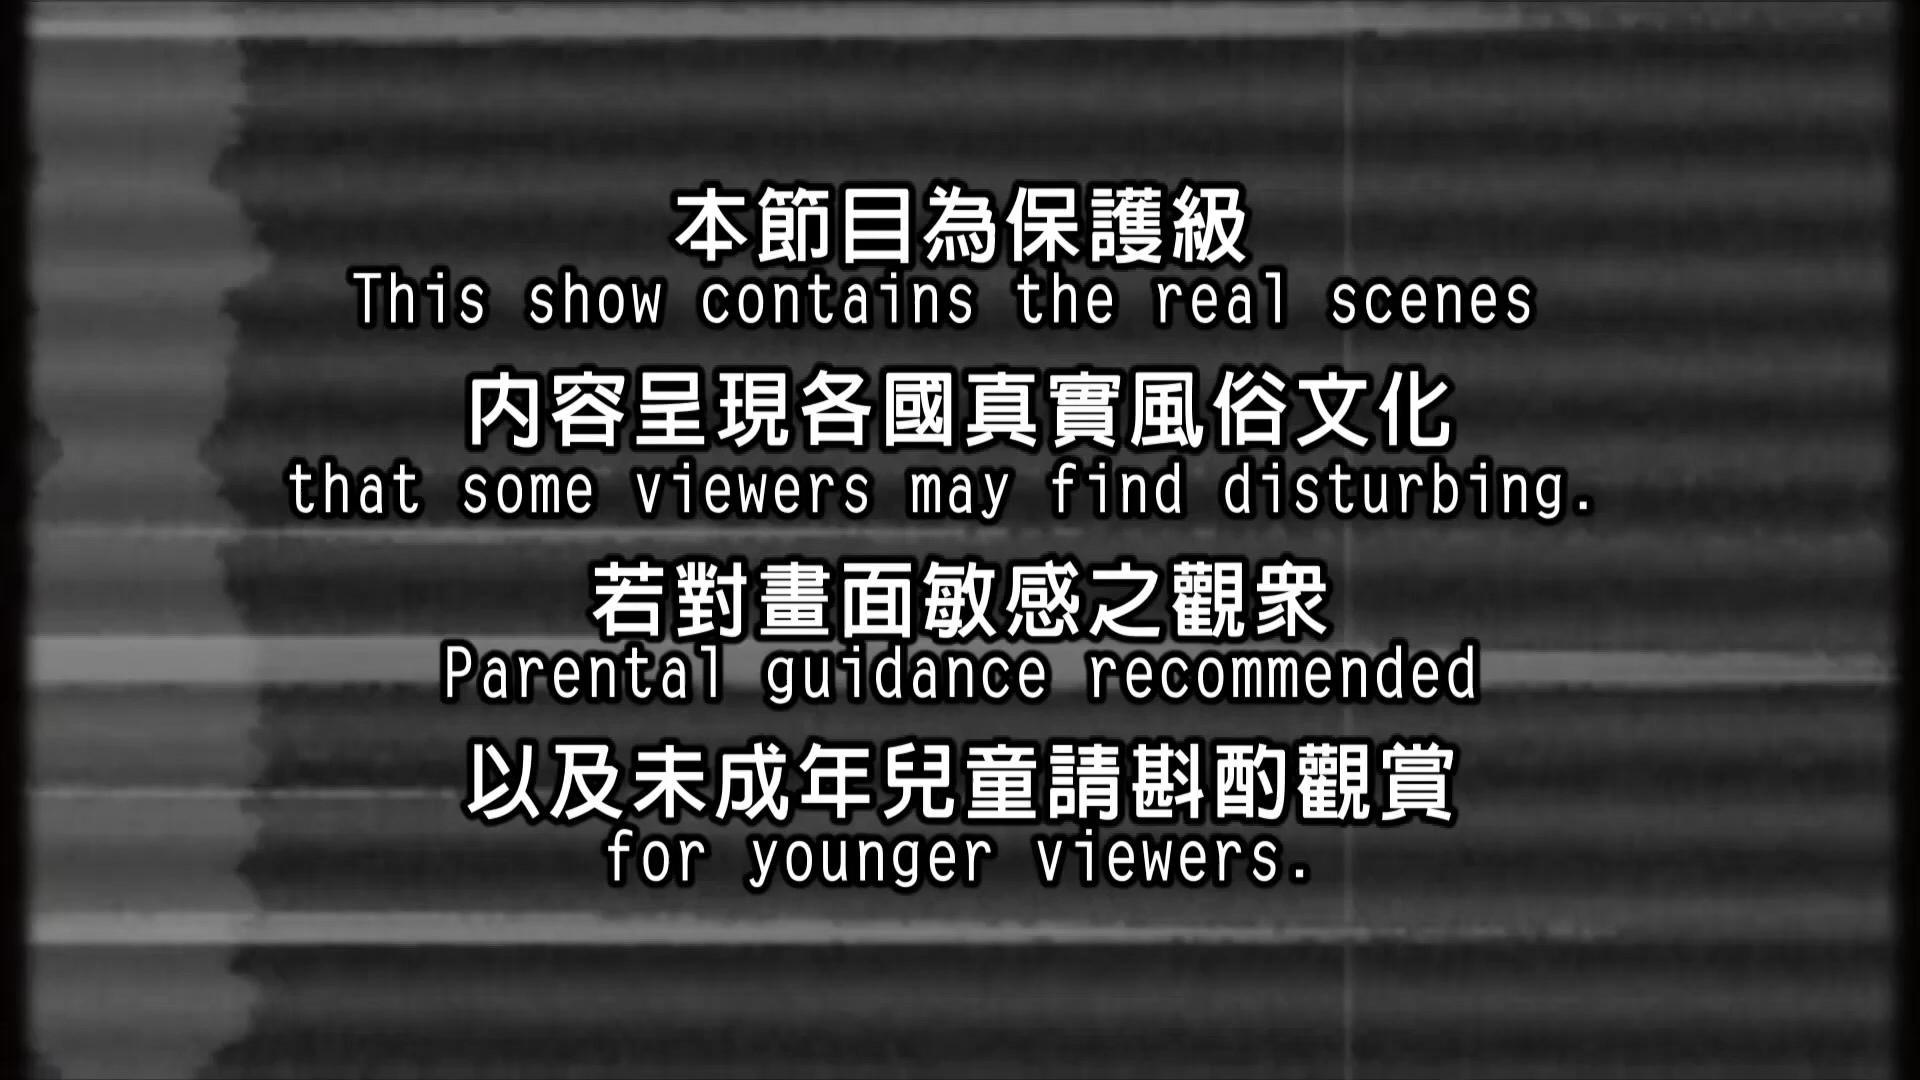 本節目為保護級
This show contains the real scenes
內容呈現各國真實風俗文化
that some viewers may find disturbing.
若對畫面敏感之觀眾
Parental guidance recommended
以及未成年兒童請斟酌觀賞
for younger viewers.